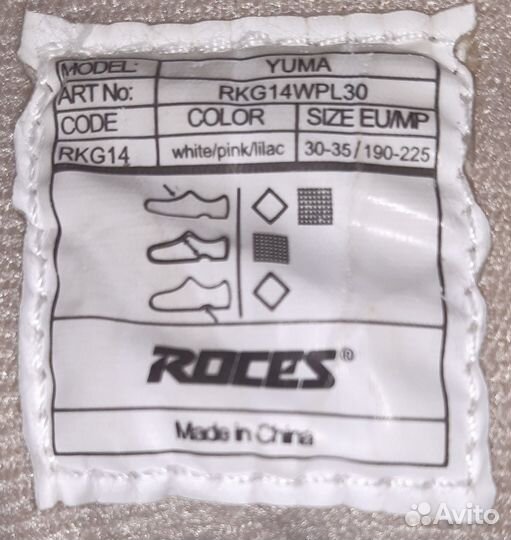 MODEL: YUMA
ART No: RKG14WPL30
CODE COLOR SIZE EU/MP
RKG14 white/pink/lilac 30-35 / 190-225
ROCES®
Made in China
Avito